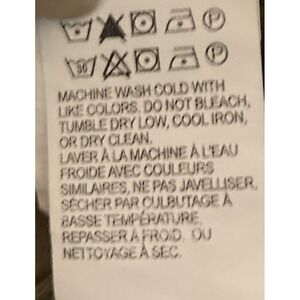 30
P
P
MACHINE WASH COLD WITH
LIKE COLORS. DO NOT BLEACH,
TUMBLE DRY LOW, COOL IRON,
OR DRY CLEAN.
LAVER À LA MACHINE À L'EAU
FROIDE AVEC COULEURS
SIMILAIRES, NE PAS JAVELLISER,
SÉCHER PAR CULBUTAGE À
BASSE TEMPÉRATURE,
REPASSER À FROID, OU
NETTOYAGE À SEC.